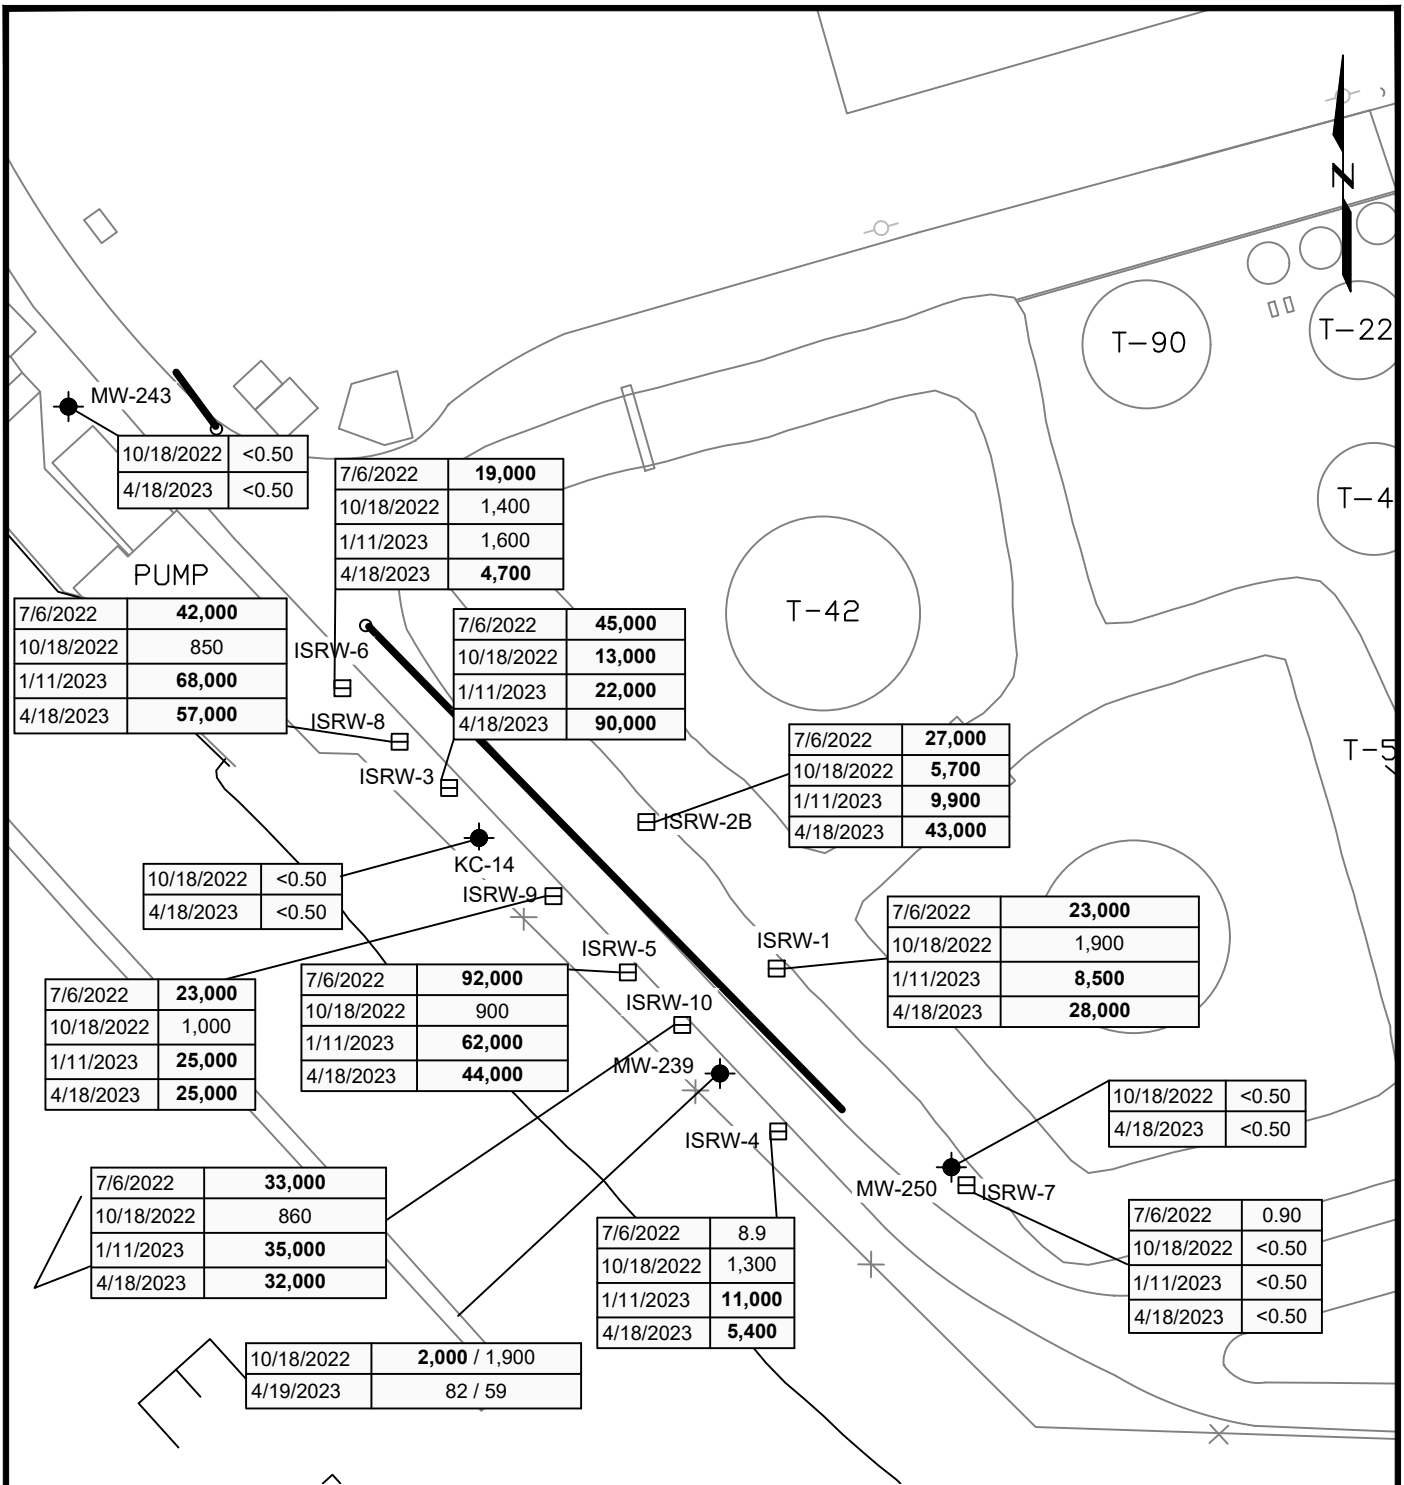 N
T-90
T-22
MW-243
10/18/2022 <0.50
4/18/2023 <0.50
7/6/2022 19,000
10/18/2022 1,400
1/11/2023 1,600
4/18/2023 4,700
T-4
PUMP
T-42
7/6/2022 42,000
10/18/2022 850
1/11/2023 68,000
4/18/2023 57,000
ISRW-6
7/6/2022 45,000
10/18/2022 13,000
1/11/2023 22,000
4/18/2023 90,000
ISRW-8
ISRW-3
7/6/2022 27,000
10/18/2022 5,700
1/11/2023 9,900
4/18/2023 43,000
T-5
ISRW-2B
KC-14
10/18/2022 <0.50
4/18/2023 <0.50
ISRW-9
ISRW-5
ISRW-1
7/6/2022 23,000
10/18/2022 1,900
1/11/2023 8,500
4/18/2023 28,000
7/6/2022 23,000
10/18/2022 1,000
1/11/2023 25,000
4/18/2023 25,000
7/6/2022 92,000
10/18/2022 900
1/11/2023 62,000
4/18/2023 44,000
ISRW-10
MW-239
ISRW-4
10/18/2022 <0.50
4/18/2023 <0.50
MW-250
ISRW-7
7/6/2022 33,000
10/18/2022 860
1/11/2023 35,000
4/18/2023 32,000
7/6/2022 8.9
10/18/2022 1,300
1/11/2023 11,000
4/18/2023 5,400
7/6/2022 0.90
10/18/2022 <0.50
1/11/2023 <0.50
4/18/2023 <0.50
10/18/2022 2,000 / 1,900
4/19/2023 82 / 59